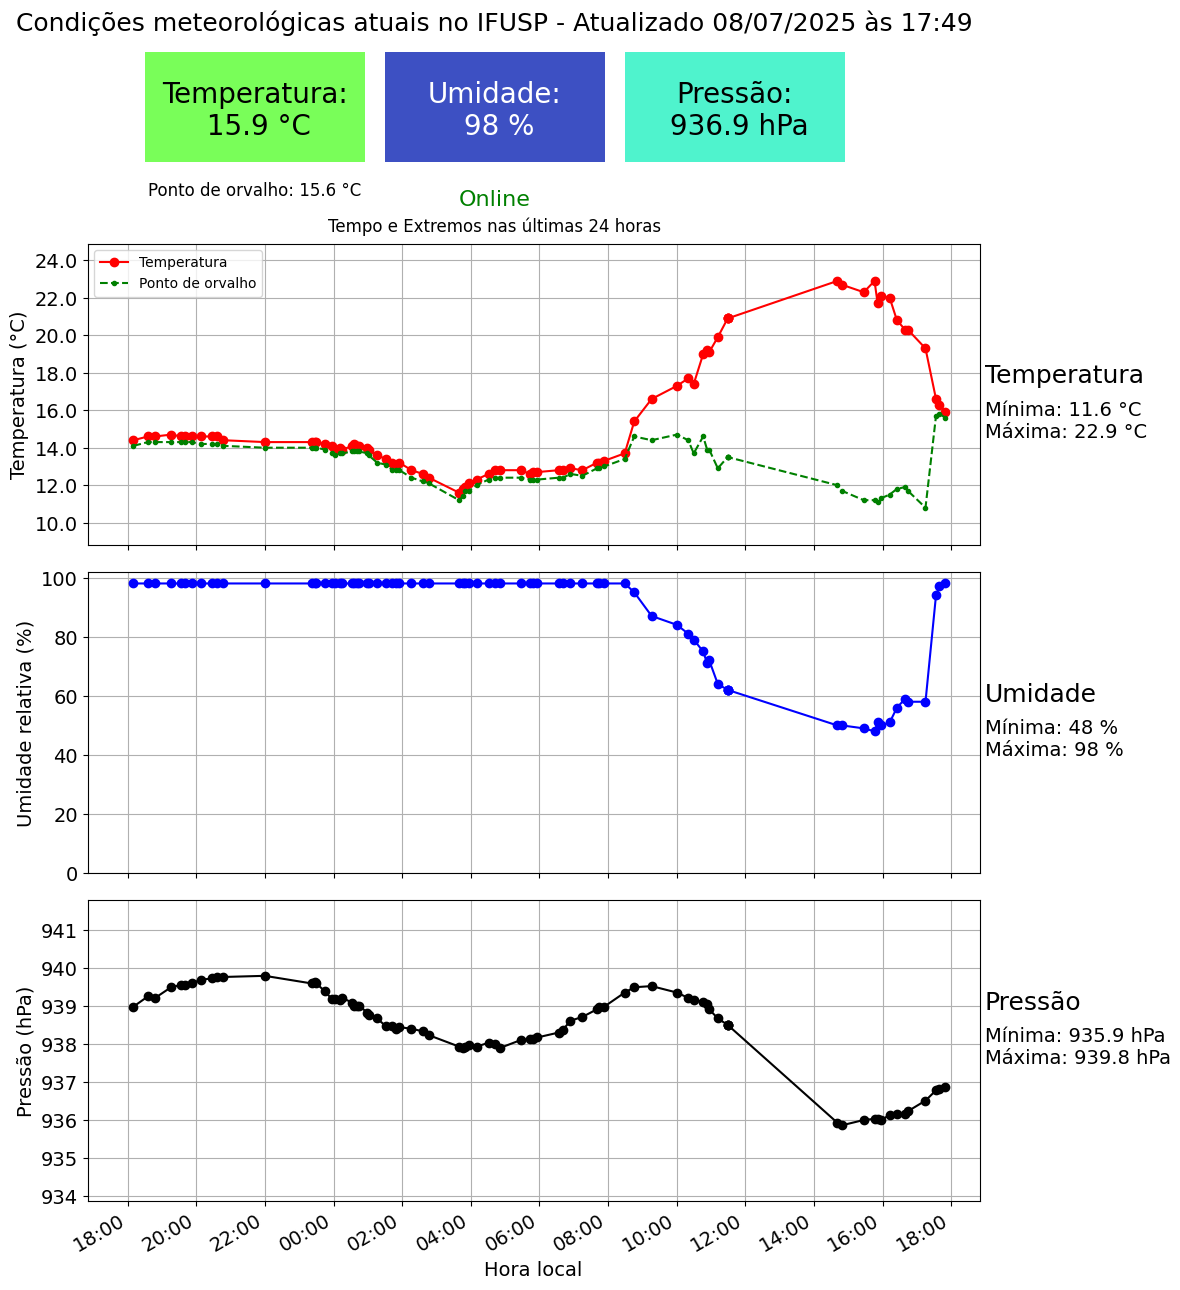 Condições meteorológicas atuais no IFUSP - Atualizado 08/07/2025 às 17:49
Temperatura:
15.9 °C
Umidade:
98 %
Pressão:
936.9 hPa
Ponto de orvalho: 15.6 °C
Online
Tempo e Extremos nas últimas 24 horas
Temperatura
Ponto de orvalho
Temperatura (°C)
24.0
22.0
20.0
18.0
16.0
14.0
12.0
10.0
Temperatura
Mínima: 11.6 °C
Máxima: 22.9 °C
Umidade relativa (%)
100
80
60
40
20
0
Umidade
Mínima: 48 %
Máxima: 98 %
Pressão (hPa)
941
940
939
938
937
936
935
934
Pressão
Mínima: 935.9 hPa
Máxima: 939.8 hPa
18:00
20:00
22:00
00:00
02:00
04:00
06:00
08:00
10:00
12:00
14:00
16:00
18:00
Hora local